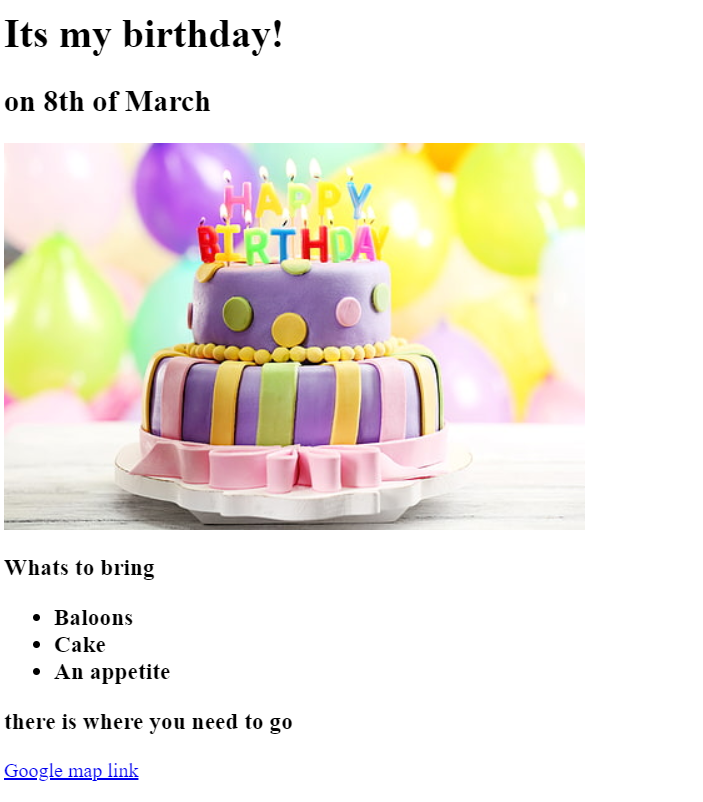 Its my birthday!
on 8th of March
HAPPY
BIRTHDAY
Whats to bring
Baloons
Cake
An appetite
there is where you need to go
Google map link